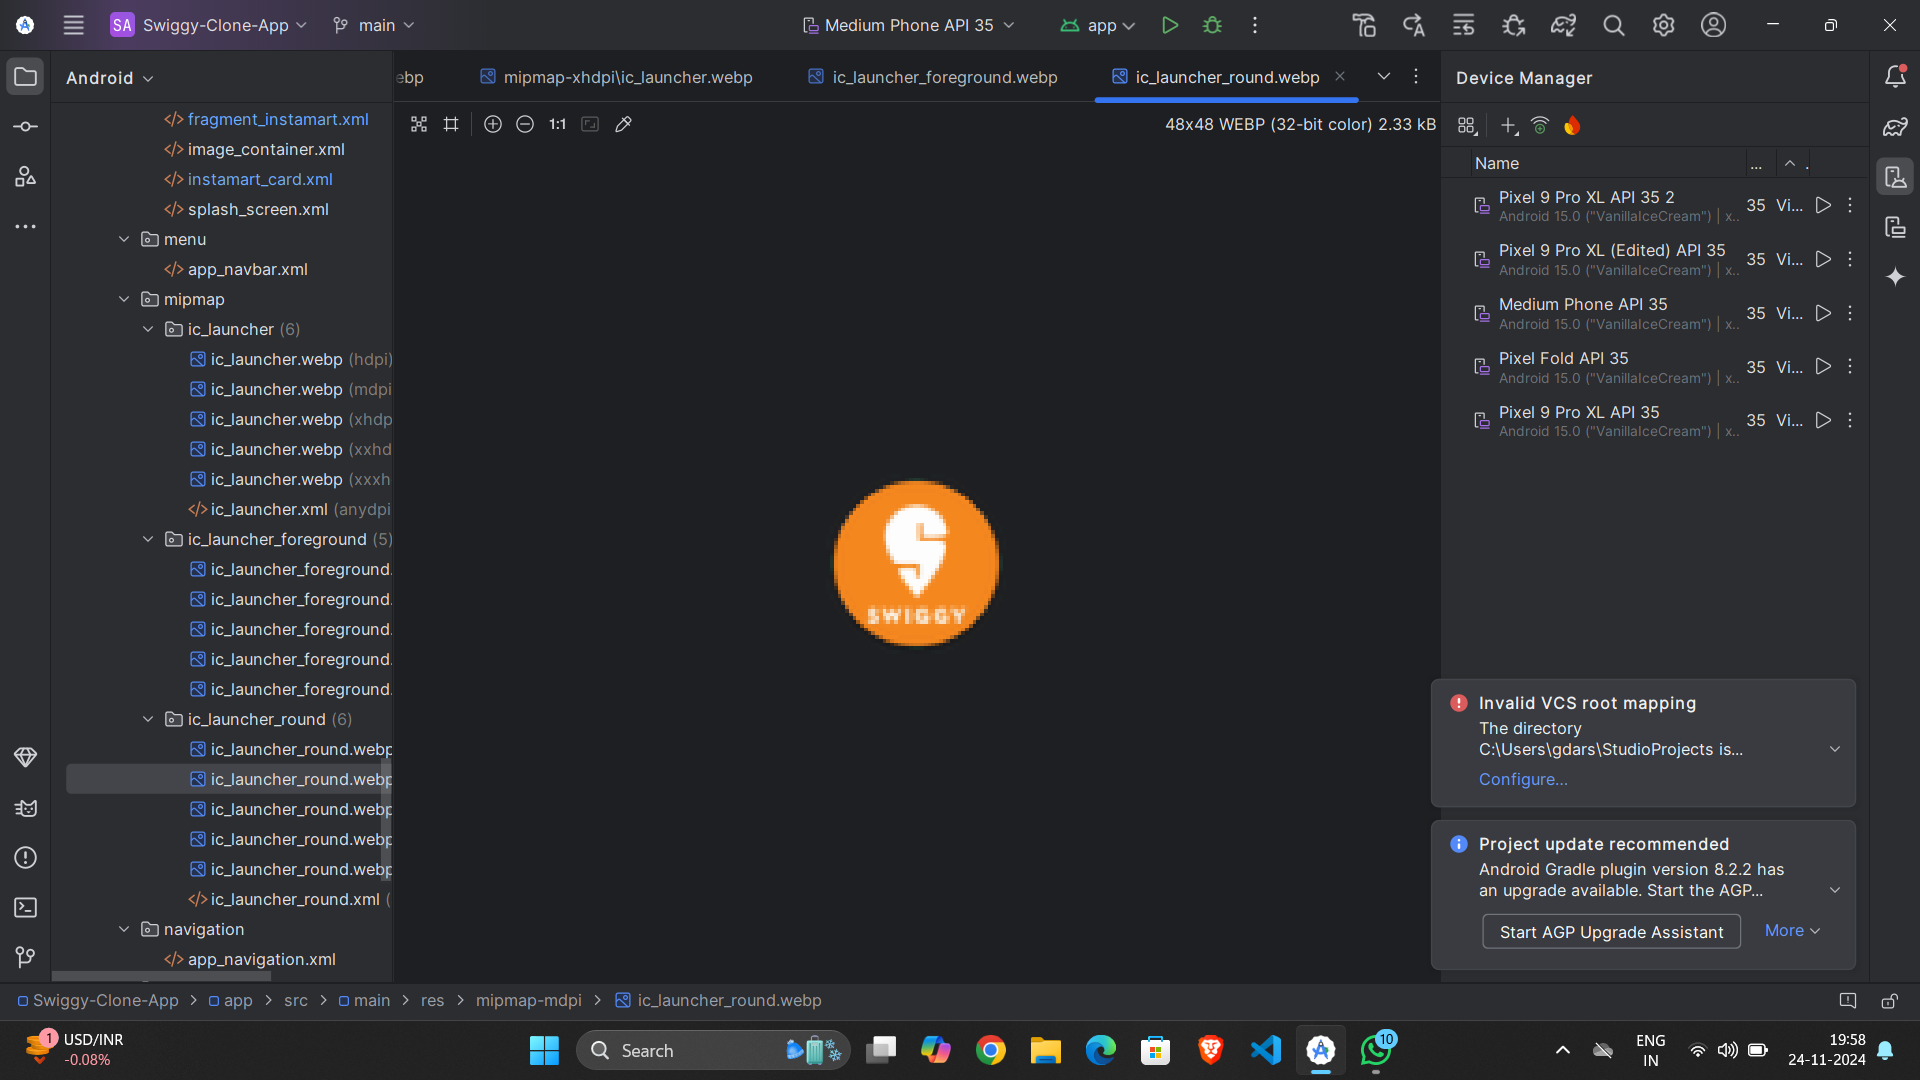 SA Swiggy-Clone-App main Medium Phone API 35 app
Android
ebp mipmap-xhdpi\ic_launcher.webp ic_launcher_foreground.webp ic_launcher_round.webp
Device Manager
1:1 48x48 WEBP (32-bit color) 2.33 kB
fragment_instamart.xml
image_container.xml
instamart_card.xml
splash_screen.xml
menu
app_navbar.xml
mipmap
ic_launcher (6)
ic_launcher.webp (hdpi)
ic_launcher.webp (mdpi
ic_launcher.webp (xhdp
ic_launcher.webp (xxhd
ic_launcher.webp (xxxh
ic_launcher.xml (anydpi
ic_launcher_foreground (5)
ic_launcher_foreground.
ic_launcher_foreground.
ic_launcher_foreground.
ic_launcher_foreground.
ic_launcher_foreground.
ic_launcher_round (6)
ic_launcher_round.webp
ic_launcher_round.webp
ic_launcher_round.webp
ic_launcher_round.webp
ic_launcher_round.webp
ic_launcher_round.xml (
navigation
app_navigation.xml
SWIGGY
Name ... .
Pixel 9 Pro XL API 35 2
Android 15.0 ("VanillaIceCream") | x..
35 Vi...
Pixel 9 Pro XL (Edited) API 35
Android 15.0 ("VanillaIceCream") | x..
35 Vi...
Medium Phone API 35
Android 15.0 ("VanillaIceCream") | x..
35 Vi...
Pixel Fold API 35
Android 15.0 ("VanillaIceCream") | x..
35 Vi...
Pixel 9 Pro XL API 35
Android 15.0 ("VanillaIceCream") | x..
35 Vi...
Invalid VCS root mapping
The directory
C:\Users\gdars\StudioProjects is...
Configure...
Project update recommended
Android Gradle plugin version 8.2.2 has
an upgrade available. Start the AGP...
Start AGP Upgrade Assistant More
Swiggy-Clone-App > app > src > main > res > mipmap-mdpi > ic_launcher_round.webp
1 USD/INR
-0.08%
Search
10
ENG
IN
19:58
24-11-2024